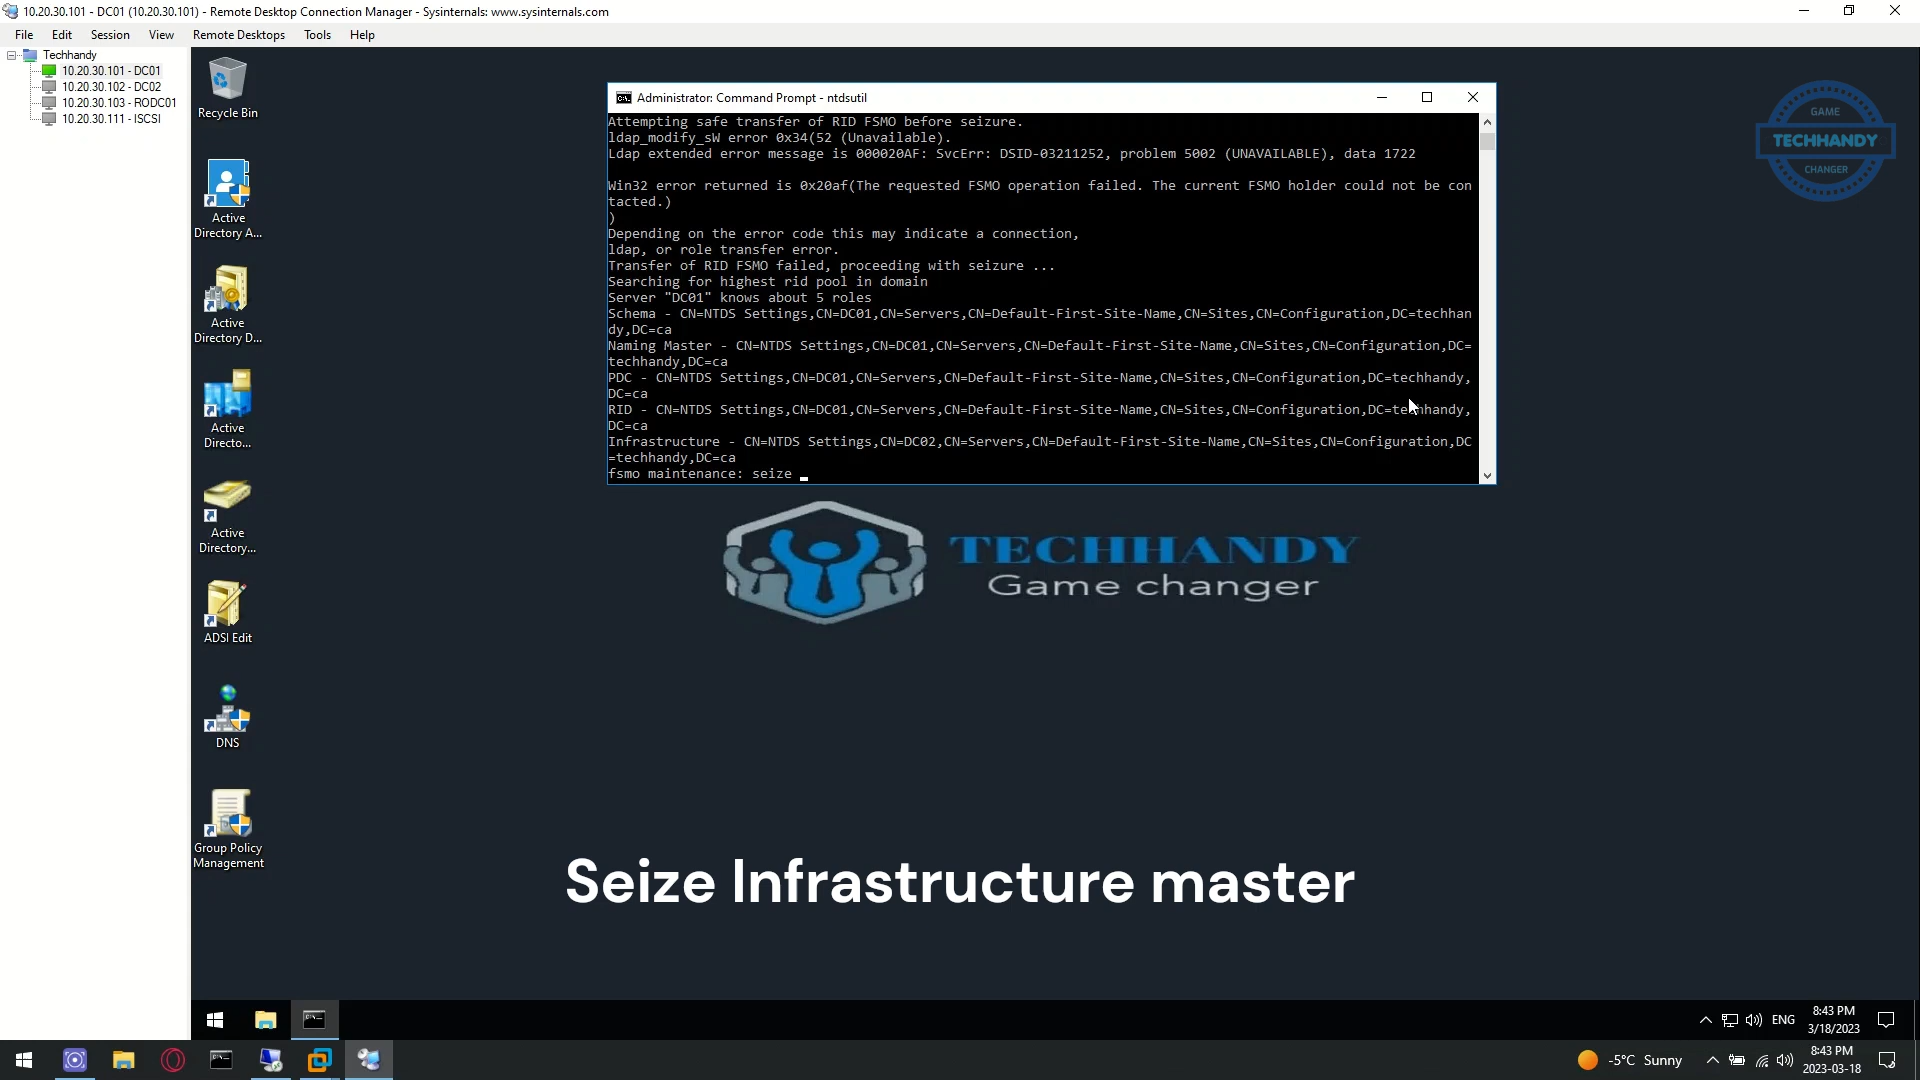 10.20.30.101 - DC01 (10.20.30.101) - Remote Desktop Connection Manager - Sysinternals: www.sysinternals.com
File Edit Session View Remote Desktops Tools Help
Techhandy
10.20.30.101 - DC01
10.20.30.102 - DC02
10.20.30.103 - RODC01
10.20.30.111 - ISCSI
Recycle Bin
Active
Directory A...
Active
Directory D...
Active
Directo...
Active
Directory...
ADSI Edit
DNS
Group Policy
Management
Administrator: Command Prompt - ntdsutil
Attempting safe transfer of RID FSMO before seizure.
ldap_modify_sW error 0x34(52 (Unavailable).
Ldap extended error message is 000020AF: SvcErr: DSID-03211252, problem 5002 (UNAVAILABLE), data 1722
Win32 error returned is 0x20af(The requested FSMO operation failed. The current FSMO holder could not be con
tacted.)
)
Depending on the error code this may indicate a connection,
ldap, or role transfer error.
Transfer of RID FSMO failed, proceeding with seizure ...
Searching for highest rid pool in domain
Server "DC01" knows about 5 roles
Schema - CN=NTDS Settings,CN=DC01,CN=Servers,CN=Default-First-Site-Name,CN=Sites,CN=Configuration,DC=techhan
dy,DC=ca
Naming Master - CN=NTDS Settings,CN=DC01,CN=Servers,CN=Default-First-Site-Name,CN=Sites,CN=Configuration,DC=
techhandy,DC=ca
PDC - CN=NTDS Settings,CN=DC01,CN=Servers,CN=Default-First-Site-Name,CN=Sites,CN=Configuration,DC=techhandy,
DC=ca
RID - CN=NTDS Settings,CN=DC01,CN=Servers,CN=Default-First-Site-Name,CN=Sites,CN=Configuration,DC=techhandy,
DC=ca
Infrastructure - CN=NTDS Settings,CN=DC02,CN=Servers,CN=Default-First-Site-Name,CN=Sites,CN=Configuration,DC
=techhandy,DC=ca
fsmo maintenance: seize
GAME
TECHHANDY
CHANGER
TECHHANDY
Game changer
Seize Infrastructure master
ENG
8:43 PM
3/18/2023
-5°C Sunny
8:43 PM
2023-03-18